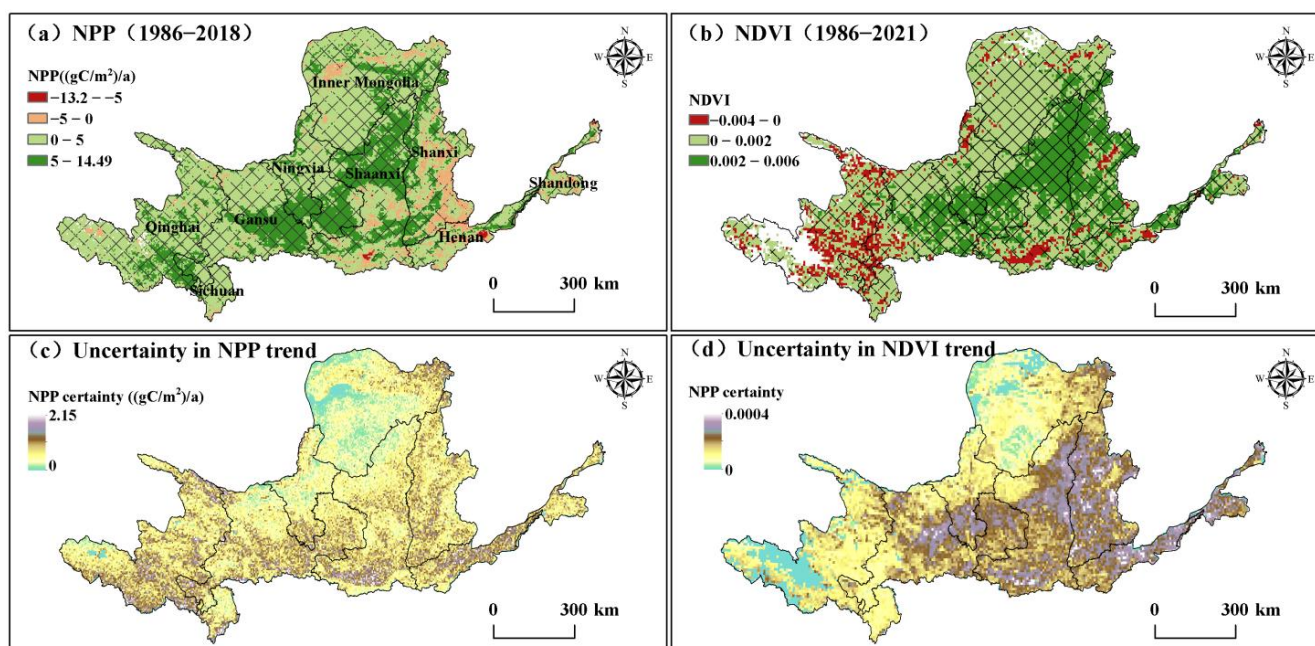 (a) NPP (1986−2018)
N
W E
S
NPP((gC/m²)/a)
−13.2 − −5
−5 − 0
0 − 5
5 − 14.49
Inner Mongolia
Ningxia
Shanxi
Shaanxi
Shandong
Qinghai
Gansu
Henan
Sichuan
0 300 km
(b) NDVI (1986−2021)
N
W E
S
NDVI
−0.004 − 0
0 − 0.002
0.002 − 0.006
0 300 km
(c) Uncertainty in NPP trend
N
W E
S
NPP certainty ((gC/m²)/a)
2.15
0
0 300 km
(d) Uncertainty in NDVI trend
N
W E
S
NPP certainty
0.0004
0
0 300 km